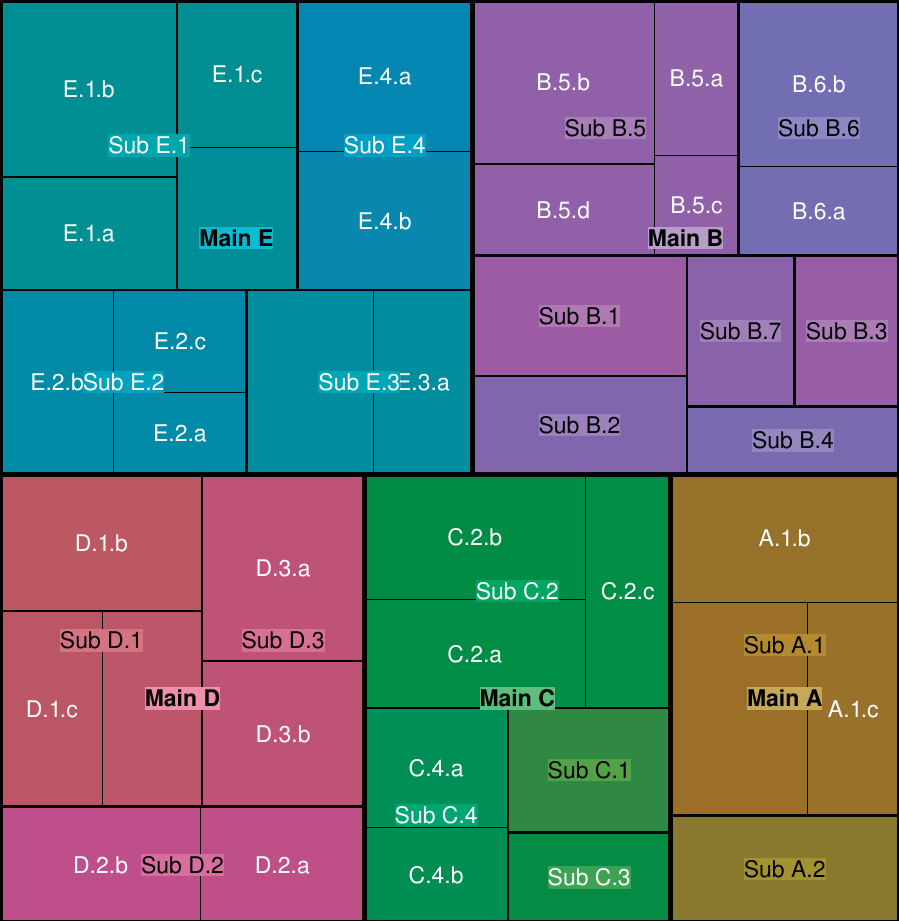 E.1.b
E.1.c
Sub E.1
E.1.a
Main E
E.4.a
Sub E.4
E.4.b
E.2.b
Sub E.2
E.2.c
E.2.a
Sub E.3
E.3.a
B.5.b
B.5.a
Sub B.5
B.5.d
B.5.c
Main B
B.6.b
Sub B.6
B.6.a
Sub B.1
Sub B.2
Sub B.7
Sub B.3
Sub B.4
D.1.b
Sub D.1
D.1.c
Main D
D.3.a
Sub D.3
D.3.b
D.2.b
Sub D.2
D.2.a
C.2.b
Sub C.2
C.2.c
C.2.a
Main C
C.4.a
Sub C.4
C.4.b
Sub C.1
Sub C.3
A.1.b
Sub A.1
Main A
A.1.c
Sub A.2